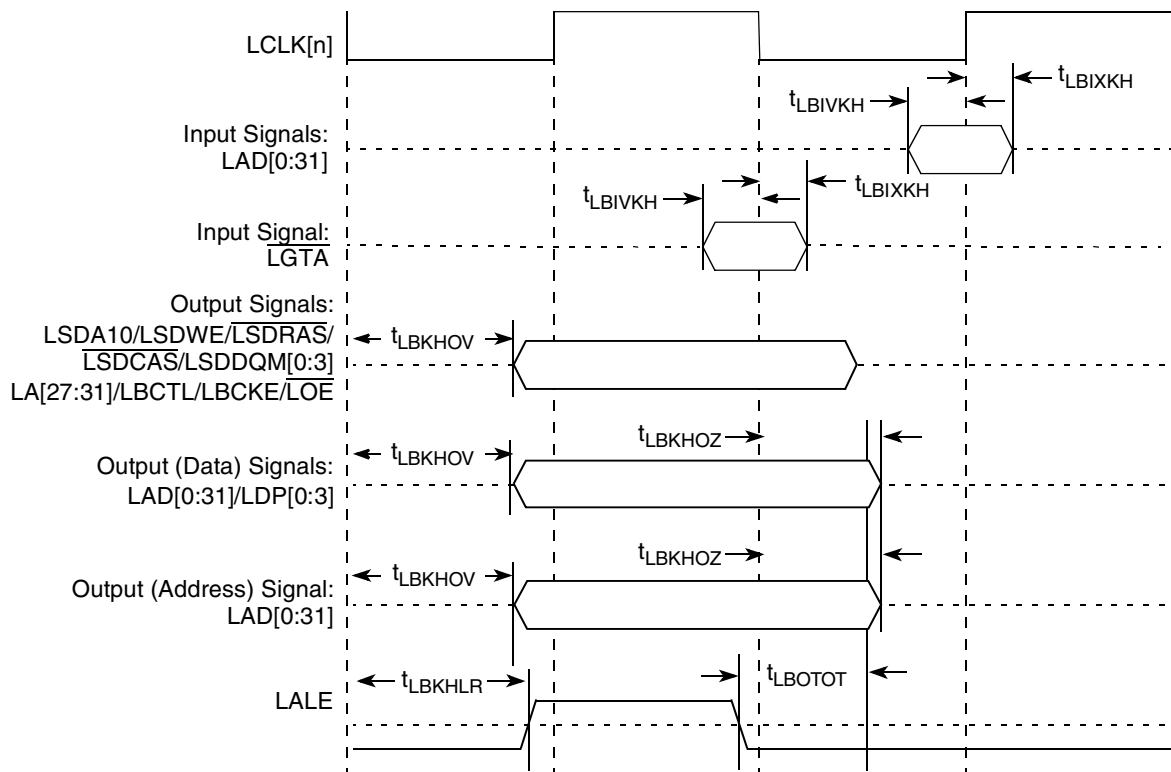 LCLK[n]
tLBIXKH
tLBIVKH
Input Signals:
LAD[0:31]
tLBIXKH
tLBIVKH
Input Signal:
LGTA
Output Signals:
LSDA10/LSDWE/LSDRAS/
LSDCAS/LSDDQM[0:3]
LA[27:31]/LBCTL/LBCKE/LOE
tLBKHOV
tLBKHOZ
tLBKHOV
Output (Data) Signals:
LAD[0:31]/LDP[0:3]
tLBKHOZ
tLBKHOV
Output (Address) Signal:
LAD[0:31]
tLBKHLR
tLBOTOT
LALE